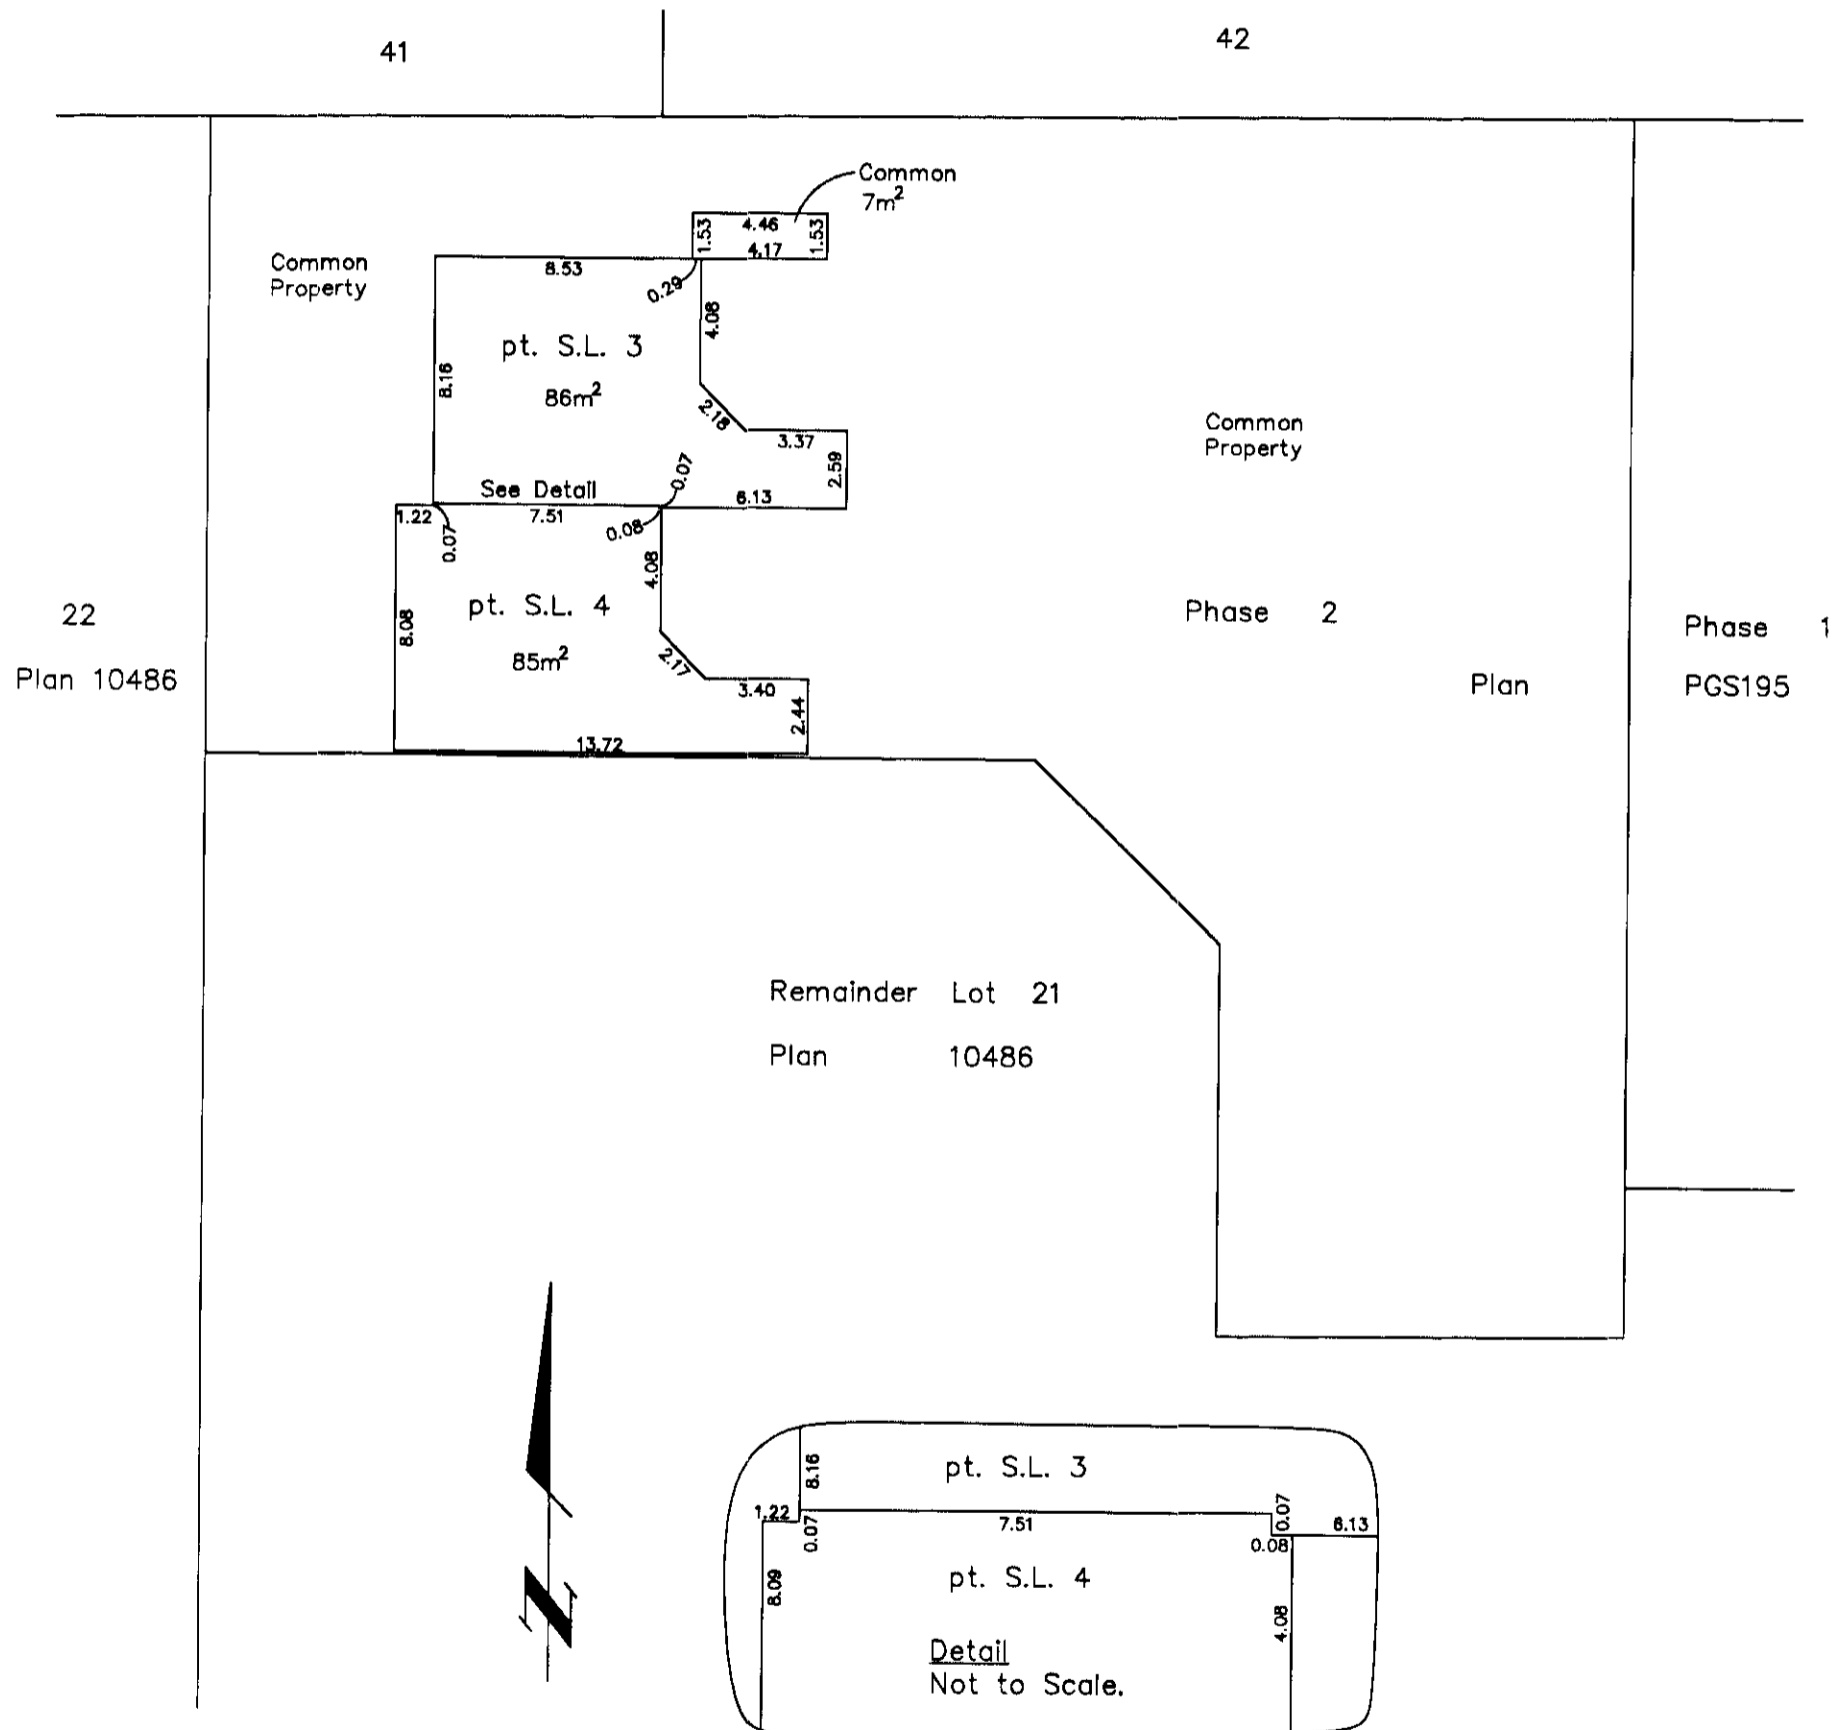 41
42
Common
7m²
1.53
4.46
1.53
4.17
Common
Property
8.53
0.29
4.08
pt. S.L. 3
8.16
86m²
2.18
3.37
Common
Property
2.59
0.07
See Detail
6.13
1.22
7.51
0.08
0.07
4.08
pt. S.L. 4
8.08
85m²
2.17
3.40
2.44
13.72
22
Plan 10486
Phase 2
Phase 1
Plan
PGS195
Remainder Lot 21
Plan 10486
N
8.16
pt. S.L. 3
1.22
0.07
7.51
0.07
0.08
6.13
8.09
pt. S.L. 4
4.08
Detail
Not to Scale.